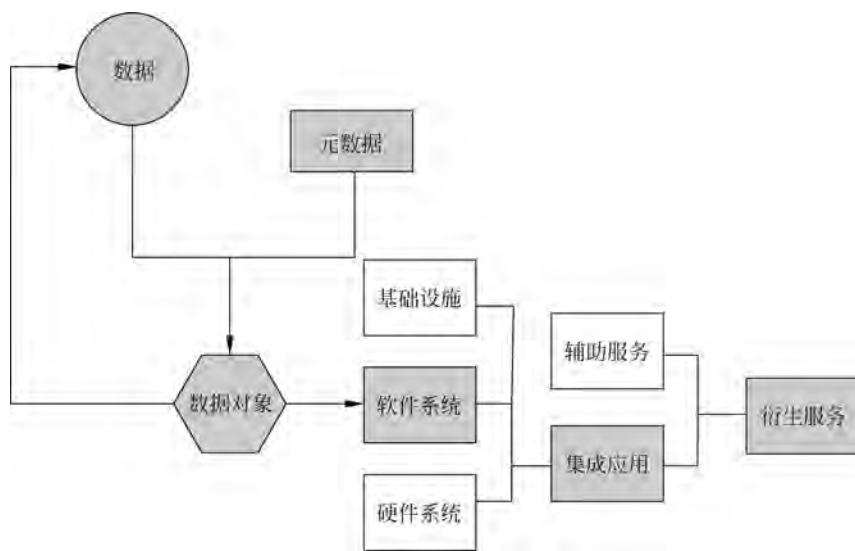 数据
元数据
基础设施
辅助服务
数据对象
软件系统
衍生服务
集成应用
硬件系统